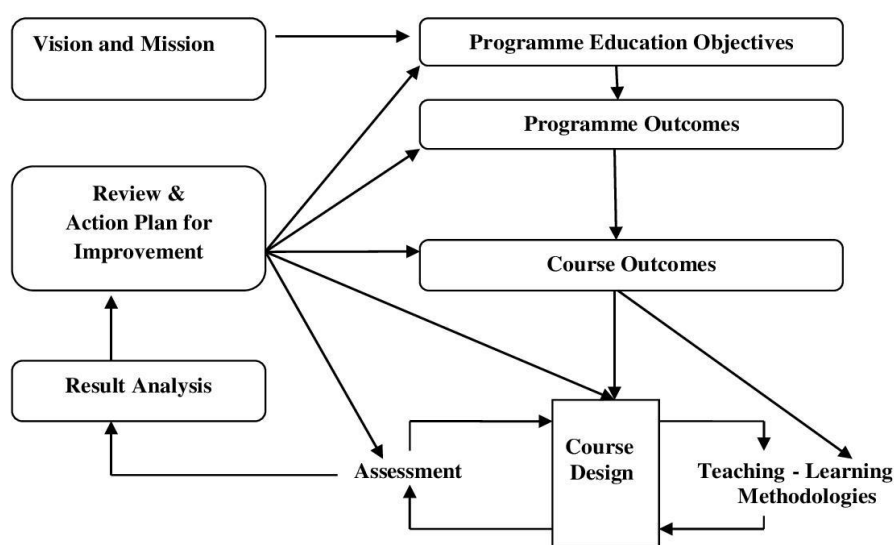 Vision and Mission
Programme Education Objectives
Programme Outcomes
Review &
Action Plan for
Improvement
Course Outcomes
Result Analysis
Assessment
Course
Design
Teaching - Learning
Methodologies